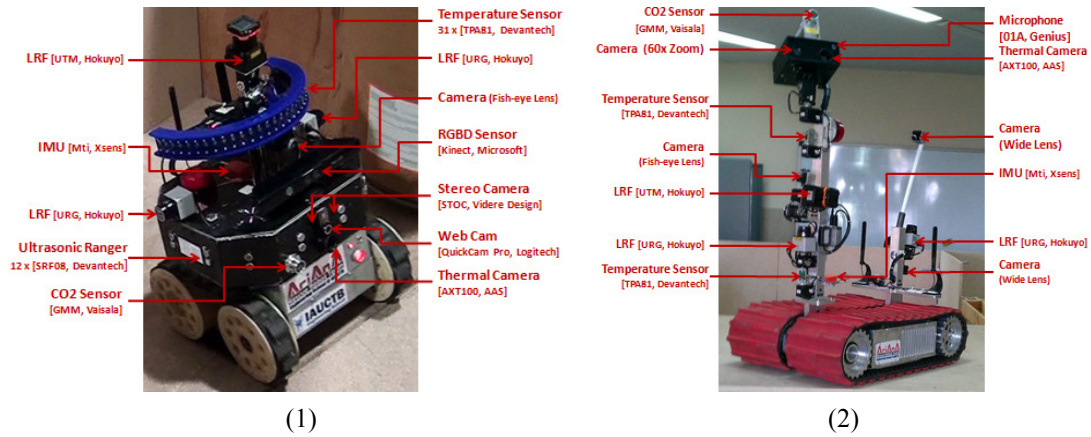 Temperature Sensor
31 x [TPA81, Devantech]
LRF [UTM, Hokuyo]
LRF [URG, Hokuyo]
Camera (Fish-eye Lens)
IMU [Mti, Xsens]
RGBD Sensor
[Kinect, Microsoft]
Stereo Camera
[STOC, Videre Design]
LRF [URG, Hokuyo]
Web Cam
[QuickCam Pro, Logitech]
Ultrasonic Ranger
12 x [SRF08, Devantech]
Thermal Camera
[AXT100, AAS]
CO2 Sensor
[GMM, Vaisala]
AriAnA
IAUCTB
(1)
CO2 Sensor
[GMM, Vaisala]
Microphone
[01A, Genius]
Camera (60x Zoom)
Thermal Camera
[AXT100, AAS]
Temperature Sensor
[TPA81, Devantech]
Camera
(Wide Lens)
Camera
(Fish-eye Lens)
IMU [Mti, Xsens]
LRF [UTM, Hokuyo]
LRF [URG, Hokuyo]
LRF [URG, Hokuyo]
Temperature Sensor
[TPA81, Devantech]
Camera
(Wide Lens)
AriAnA
(2)